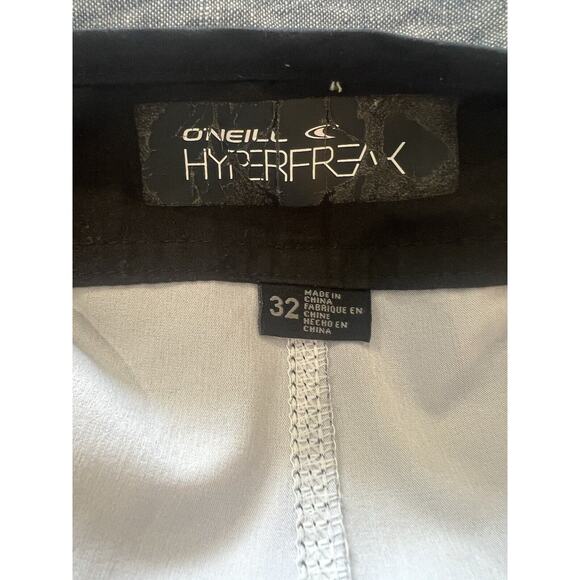 O'NEILL
HYPERFREAK
32
MADE IN
CHINA
FABRIQUE EN
CHINE
HECHO EN
CHINA